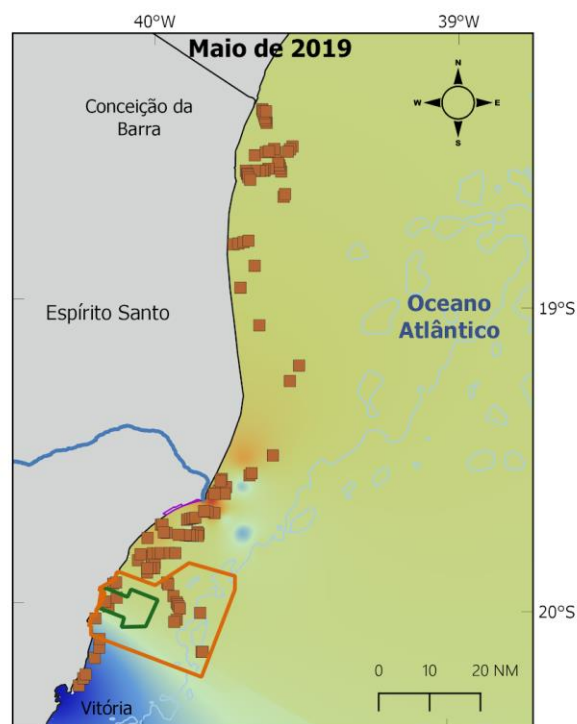 40°W
39°W
Maio de 2019
N
W
E
S
Conceição da
Barra
19°S
Espírito Santo
Oceano
Atlântico
20°S
0 10 20 NM
Vitória